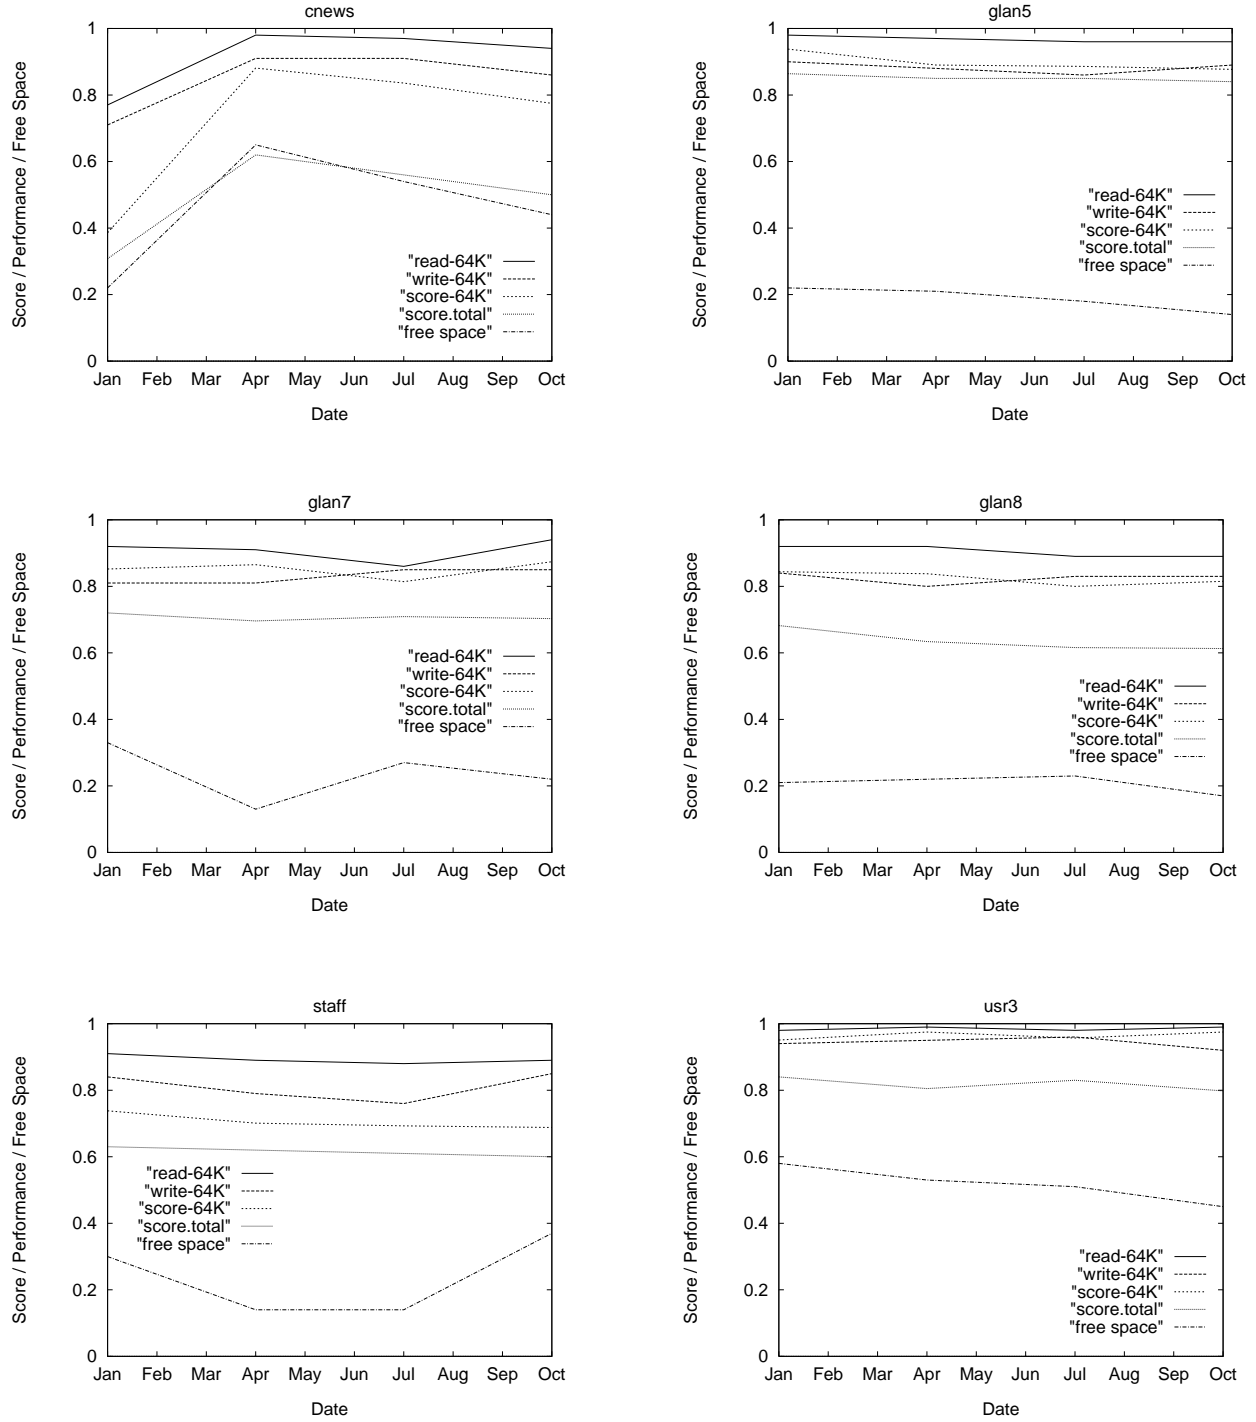 cnews
Score / Performance / Free Space
1
0.8
0.6
0.4
0.2
0
"read-64K"
"write-64K"
"score-64K"
"score.total"
"free space"
Jan Feb Mar Apr May Jun Jul Aug Sep Oct
Date
glan5
Score / Performance / Free Space
1
0.8
0.6
0.4
0.2
0
"read-64K"
"write-64K"
"score-64K"
"score.total"
"free space"
Jan Feb Mar Apr May Jun Jul Aug Sep Oct
Date
glan7
Score / Performance / Free Space
1
0.8
0.6
0.4
0.2
0
"read-64K"
"write-64K"
"score-64K"
"score.total"
"free space"
Jan Feb Mar Apr May Jun Jul Aug Sep Oct
Date
glan8
Score / Performance / Free Space
1
0.8
0.6
0.4
0.2
0
"read-64K"
"write-64K"
"score-64K"
"score.total"
"free space"
Jan Feb Mar Apr May Jun Jul Aug Sep Oct
Date
staff
Score / Performance / Free Space
1
0.8
0.6
0.4
0.2
0
"read-64K"
"write-64K"
"score-64K"
"score.total"
"free space"
Jan Feb Mar Apr May Jun Jul Aug Sep Oct
Date
usr3
Score / Performance / Free Space
1
0.8
0.6
0.4
0.2
0
"read-64K"
"write-64K"
"score-64K"
"score.total"
"free space"
Jan Feb Mar Apr May Jun Jul Aug Sep Oct
Date